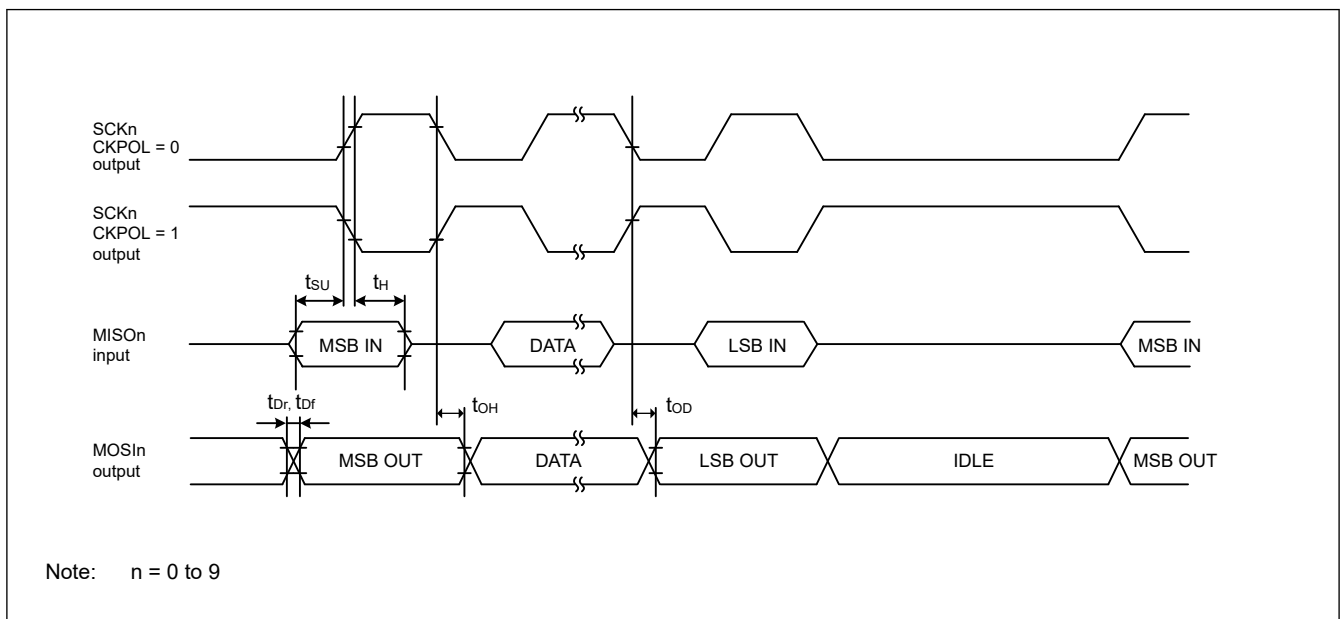 SCKn
CKPOL = 0
output
SCKn
CKPOL = 1
output
tSU
tH
MISOn
input
MSB IN
DATA
LSB IN
MSB IN
tDr, tDf
tOH
tOD
MOSIn
output
MSB OUT
DATA
LSB OUT
IDLE
MSB OUT
Note: n = 0 to 9